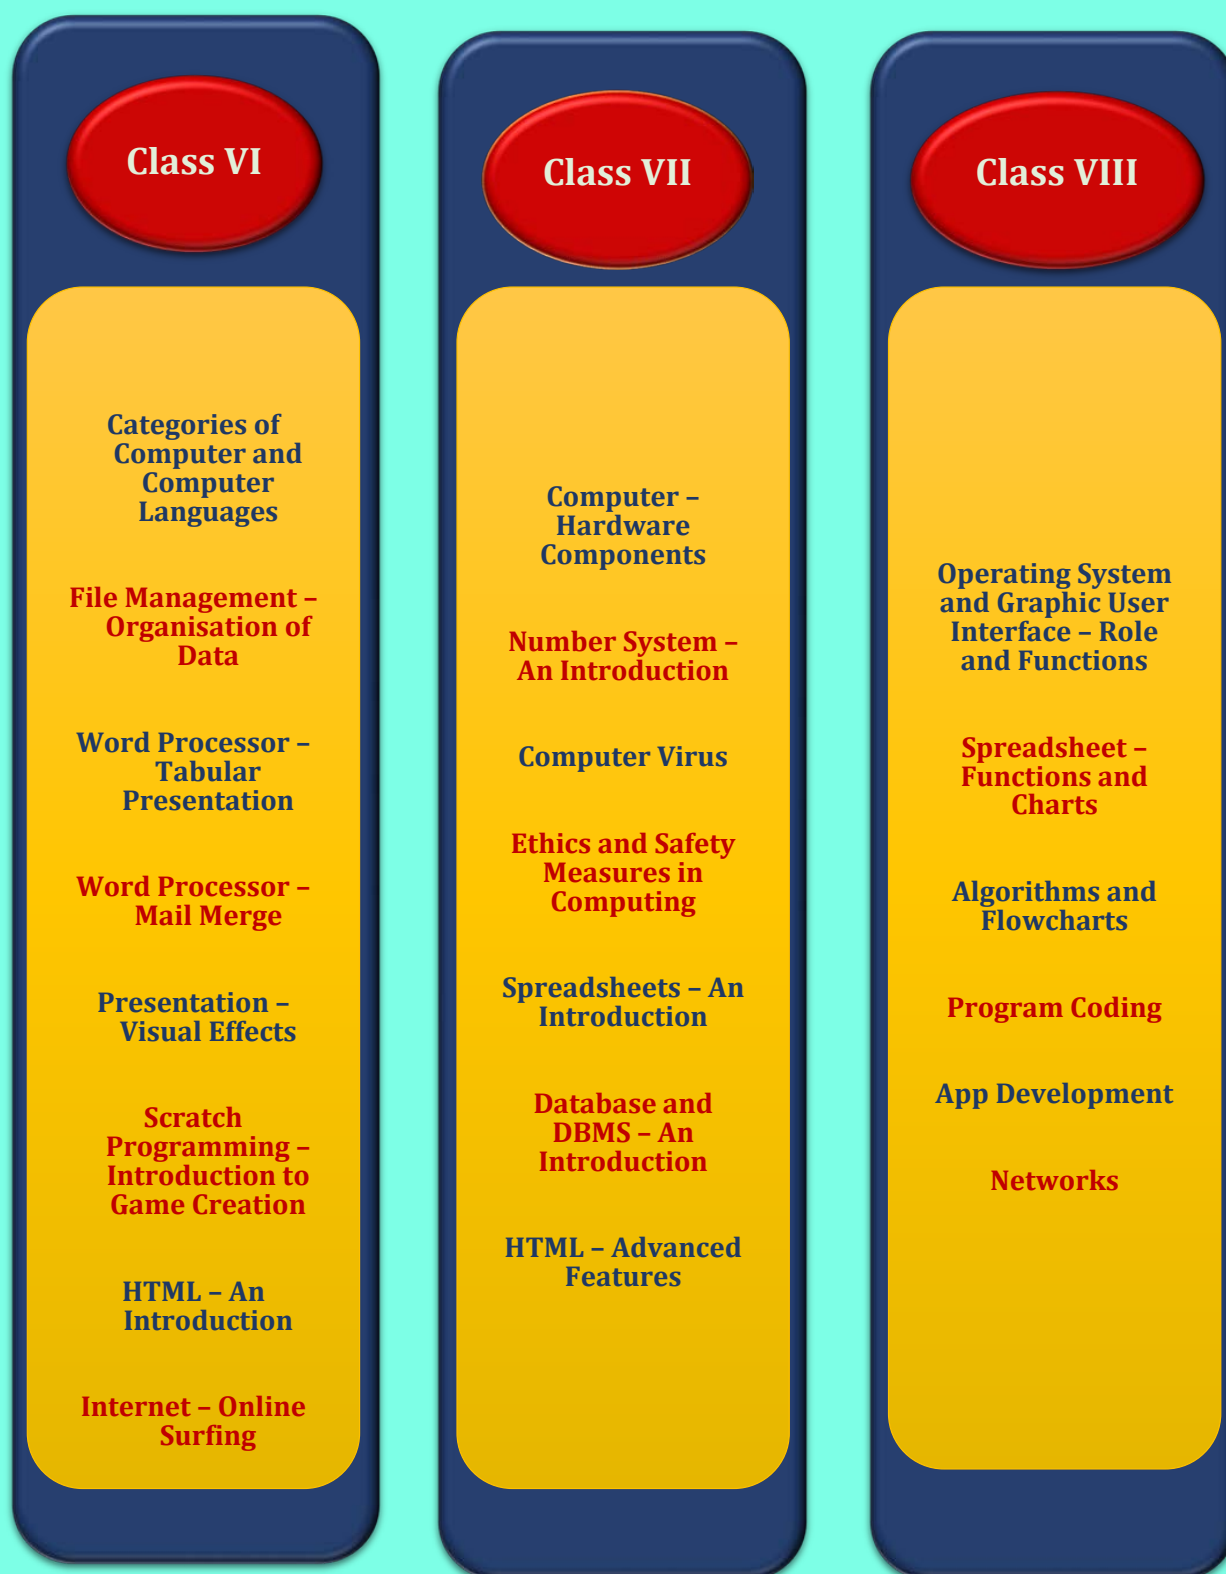 Class VI
Categories of
Computer and
Computer
Languages
File Management –
Organisation of
Data
Word Processor –
Tabular
Presentation
Word Processor –
Mail Merge
Presentation –
Visual Effects
Scratch
Programming –
Introduction to
Game Creation
HTML – An
Introduction
Internet – Online
Surfing
Class VII
Computer –
Hardware
Components
Number System –
An Introduction
Computer Virus
Ethics and Safety
Measures in
Computing
Spreadsheets – An
Introduction
Database and
DBMS – An
Introduction
HTML – Advanced
Features
Class VIII
Operating System
and Graphic User
Interface – Role
and Functions
Spreadsheet –
Functions and
Charts
Algorithms and
Flowcharts
Program Coding
App Development
Networks